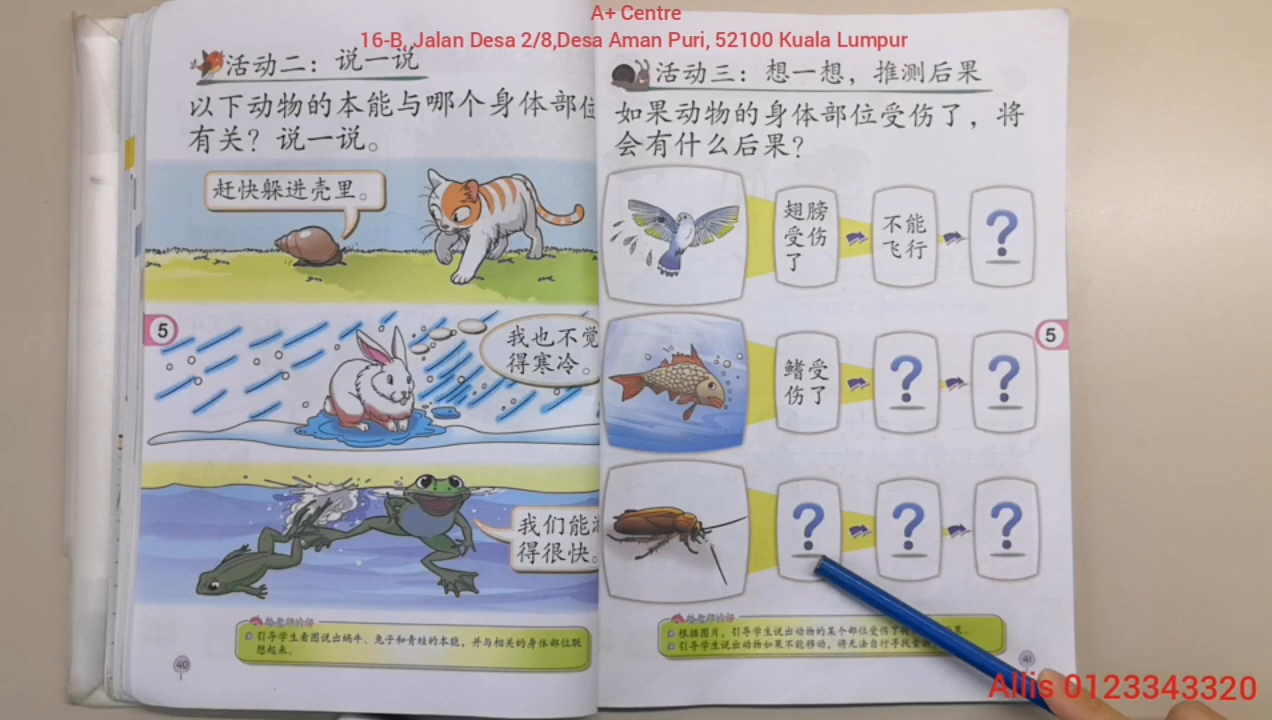 A+ Centre
16-B, Jalan Desa 2/8,Desa Aman Puri, 52100 Kuala Lumpur
活动二：说一说
以下动物的本能与哪个身体部位
有关？说一说。
赶快躲进壳里。
5
我也不觉
得寒冷。
我们能
得很快。
引导学生看图说出蜗牛、兔子和青蛙的本能，并与相关的身体部位联
想起来。
40
活动三：想一想，推测后果
如果动物的身体部位受伤了，将
会有什么后果？
翅膀
受伤
了
不能
飞行
?
5
鳍受
伤了
?
?
?
?
?
根据图片，引导学生说出动物的某个部位受伤了
果。
引导学生说出动物如果不能移动，将无法自行寻找
41
Allis 0123343320